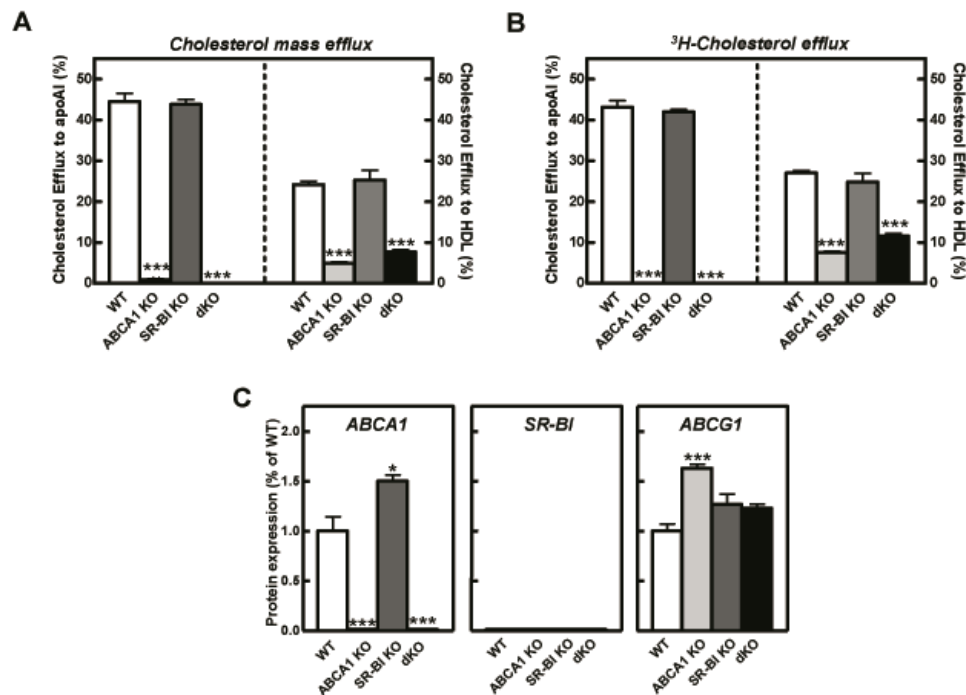 A
B
Cholesterol mass efflux
³H-Cholesterol efflux
Cholesterol Efflux to apoAI (%)
50
40
30
20
10
0
***
***
***
***
WT
ABCA1 KO
SR-BI KO
dKO
WT
ABCA1 KO
SR-BI KO
dKO
50
40
30
20
10
0
Cholesterol Efflux to HDL (%)
Cholesterol Efflux to apoAI (%)
50
40
30
20
10
0
***
***
***
***
WT
ABCA1 KO
SR-BI KO
dKO
WT
ABCA1 KO
SR-BI KO
dKO
50
40
30
20
10
0
Cholesterol Efflux to HDL (%)
C
Protein expression (% of WT)
2.0
1.5
1.0
0.5
0.0
ABCA1
*
***
***
WT
ABCA1 KO
SR-BI KO
dKO
SR-BI
WT
ABCA1 KO
SR-BI KO
dKO
ABCG1
***
WT
ABCA1 KO
SR-BI KO
dKO